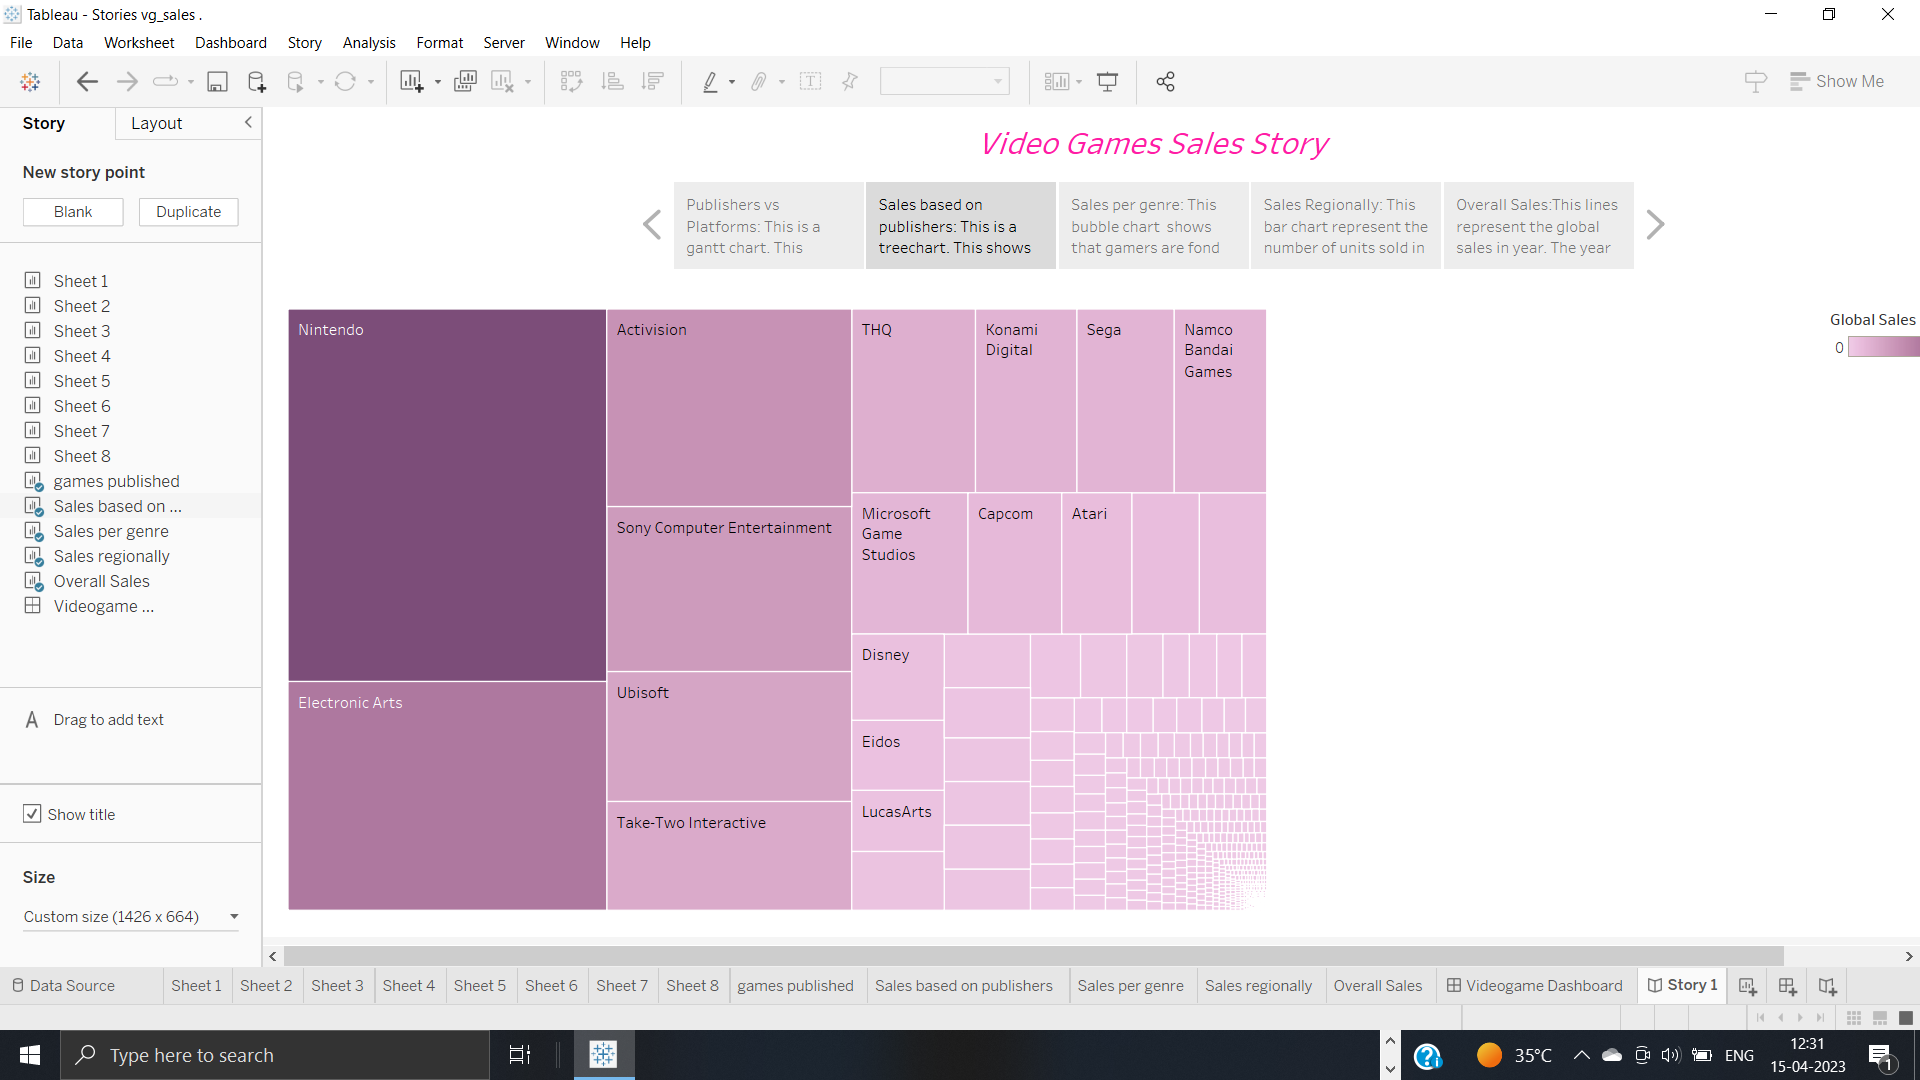 Tableau - Stories vg_sales .
File Data Worksheet Dashboard Story Analysis Format Server Window Help
Show Me
Story Layout
New story point
Blank Duplicate
Sheet 1
Sheet 2
Sheet 3
Sheet 4
Sheet 5
Sheet 6
Sheet 7
Sheet 8
games published
Sales based on ...
Sales per genre
Sales regionally
Overall Sales
Videogame ...
A Drag to add text
Show title
Size
Custom size (1426 x 664)
Video Games Sales Story
Publishers vs
Platforms: This is a
gantt chart. This
Sales based on
publishers: This is a
treechart. This shows
Sales per genre: This
bubble chart  shows
that gamers are fond
Sales Regionally: This
bar chart represent the
number of units sold in
Overall Sales:This lines
represent the global
sales in year. The year
Nintendo
Electronic Arts
Activision
Sony Computer Entertainment
Ubisoft
Take-Two Interactive
THQ
Konami
Digital
Sega
Namco
Bandai
Games
Microsoft
Game
Studios
Capcom
Atari
Disney
Eidos
LucasArts
Global Sales
0
Data Source Sheet 1 Sheet 2 Sheet 3 Sheet 4 Sheet 5 Sheet 6 Sheet 7 Sheet 8 games published Sales based on publishers Sales per genre Sales regionally Overall Sales Videogame Dashboard Story 1
Type here to search
35°C
ENG
12:31
15-04-2023
1